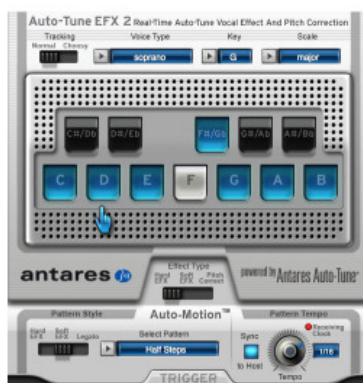 Auto-Tune EFX 2 Real-Time Auto-Tune Vocal Effect And Pitch Correction
Tracking Voice Type Key Scale
Normal Choosy
soprano G major
C#/Db D#/Eb F#/Gb G#/Ab A#/Bb
C D E F G A B
antares
Effect Type
Hard EFX Soft EFX Pitch Correct
powered by Antares Auto-Tune
Pattern Style Auto-Motion™ Pattern Tempo
Hard EFX Soft EFX Legato
Select Pattern
Half Steps
Sync to Host
Receiving Clock
1/16
Tempo
TRIGGER